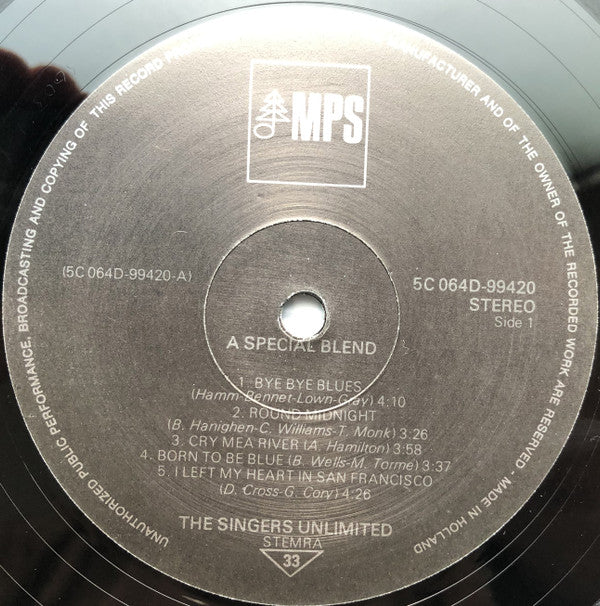 MANUFACTURER AND OF THE OWNER OF THE RECORDED WORK ARE RESERVED - MADE IN HOLLAND
UNAUTHORIZED PUBLIC PERFORMANCE, BROADCASTING AND COPYING OF THIS RECORD
MPS
(5C 064D-99420-A)
5C 064D-99420
STEREO
Side 1
A SPECIAL BLEND
1. BYE BYE BLUES
(Hamm-Bennet-Lown-Gray) 4:10
2. ROUND MIDNIGHT
(B. Hanighen-C. Williams-T. Monk) 3:26
3. CRY MEA RIVER (A. Hamilton) 3:58
4. BORN TO BE BLUE (B. Wells-M. Torme) 3:37
5. I LEFT MY HEART IN SAN FRANCISCO
(D. Cross-G. Cory) 4:26
THE SINGERS UNLIMITED
STEMRA
33